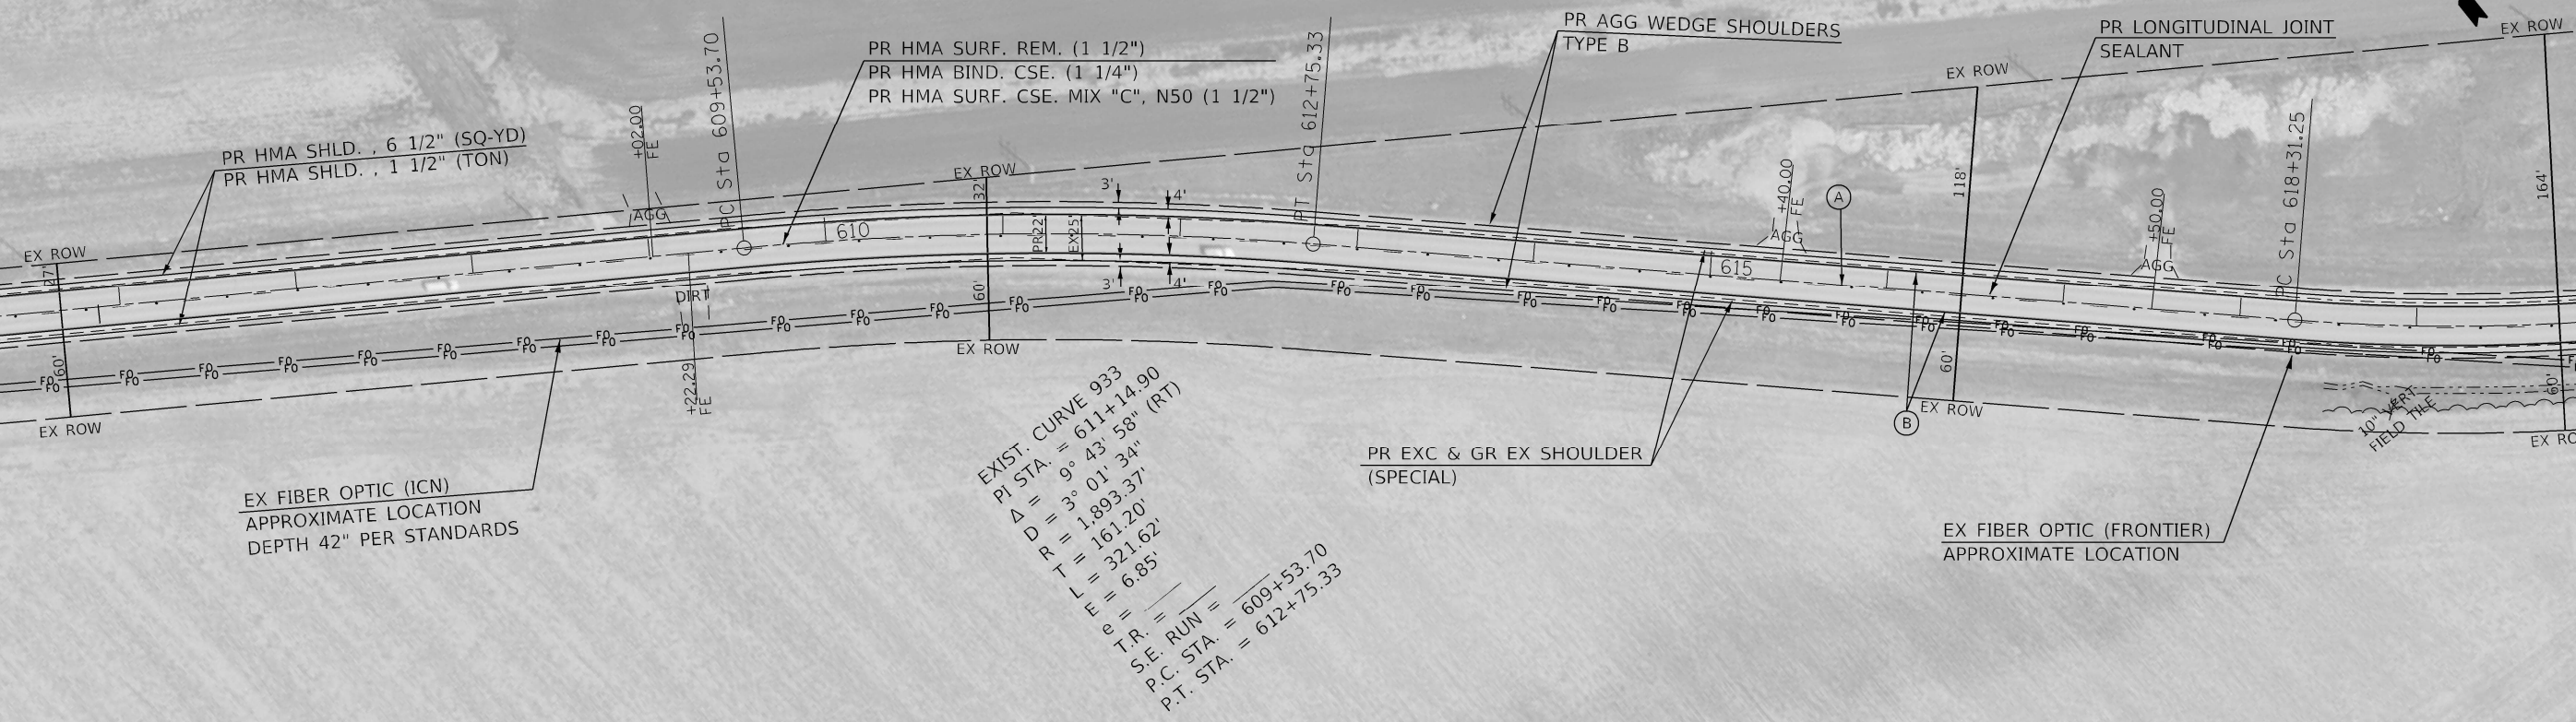 PR HMA SHLD. , 6 1/2" (SQ-YD)
PR HMA SHLD. , 1 1/2" (TON)
EX ROW
27'
60'
EX ROW
EX FIBER OPTIC (ICN)
APPROXIMATE LOCATION
DEPTH 42" PER STANDARDS
+02.00
FE
AGG
PC Sta 609+53.70
DIRT
+22.29
FE
PR HMA SURF. REM. (1 1/2")
PR HMA BIND. CSE. (1 1/4")
PR HMA SURF. CSE. MIX "C", N50 (1 1/2")
610
EX ROW
32'
60'
EX ROW
PR22'
EX25'
3'
4'
3'
4'
FO
FO
EXIST. CURVE 933
PI STA. = 611+14.90
Δ = 9° 43' 58" (RT)
D = 3° 01' 34"
R = 1,893.37'
T = 161.20'
L = 321.62'
E = 6.85'
e =
T.R. =
S.E. RUN =
P.C. STA. = 609+53.70
P.T. STA. = 612+75.33
PT Sta 612+75.33
PR AGG WEDGE SHOULDERS
TYPE B
PR EXC & GR EX SHOULDER
(SPECIAL)
615
+40.00
FE
AGG
A
B
EX ROW
118'
60'
EX ROW
PR LONGITUDINAL JOINT
SEALANT
+50.00
FE
AGG
PC Sta 618+31.25
EX FIBER OPTIC (FRONTIER)
APPROXIMATE LOCATION
10" VERT
FIELD TILE
EX ROW
164'
60'
EX RO